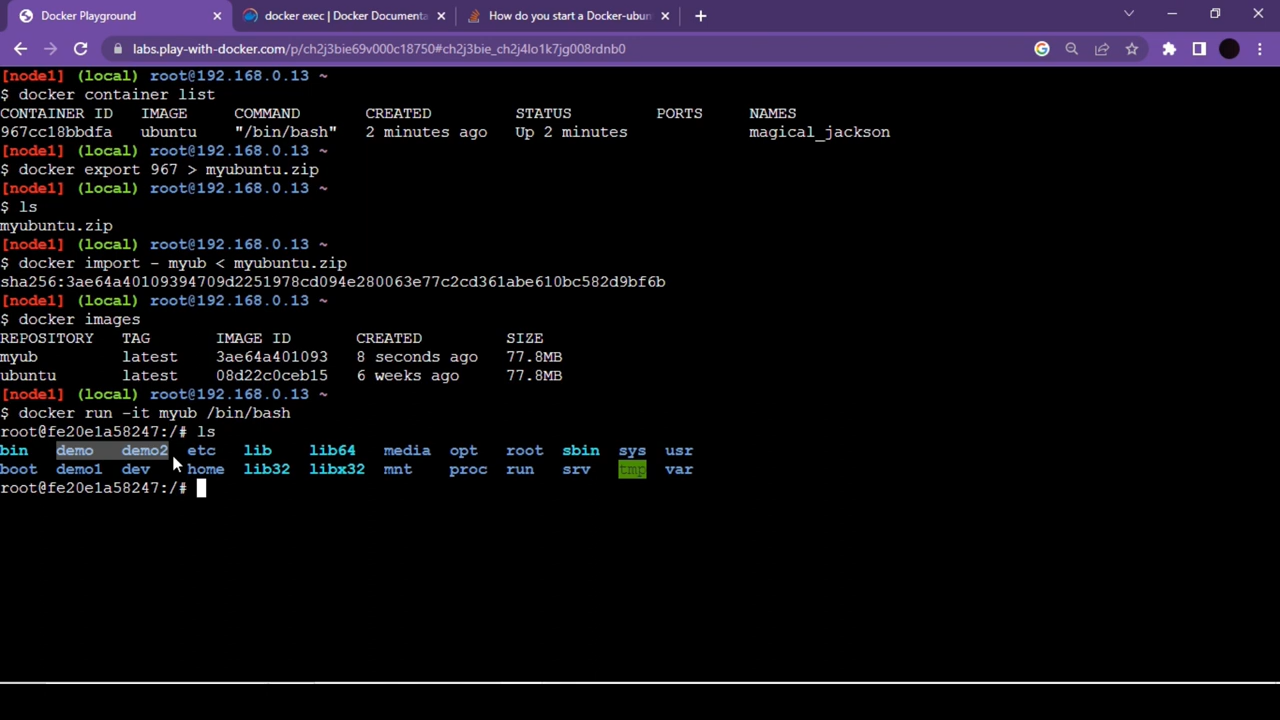 Docker Playground
docker exec | Docker Documenta
How do you start a Docker-ubun
labs.play-with-docker.com/p/ch2j3bie69v000c18750#ch2j3bie_ch2j4lo1k7jg008rdnb0
[node1] (local) root@192.168.0.13 ~
$ docker container list
CONTAINER ID IMAGE COMMAND CREATED STATUS PORTS NAMES
967cc18bbdfa ubuntu "/bin/bash" 2 minutes ago Up 2 minutes magical_jackson
[node1] (local) root@192.168.0.13 ~
$ docker export 967 > myubuntu.zip
[node1] (local) root@192.168.0.13 ~
$ ls
myubuntu.zip
[node1] (local) root@192.168.0.13 ~
$ docker import - myub < myubuntu.zip
sha256:3ae64a40109394709d2251978cd094e280063e77c2cd361abe610bc582d9bf6b
[node1] (local) root@192.168.0.13 ~
$ docker images
REPOSITORY TAG IMAGE ID CREATED SIZE
myub latest 3ae64a401093 8 seconds ago 77.8MB
ubuntu latest 08d22c0ceb15 6 weeks ago 77.8MB
[node1] (local) root@192.168.0.13 ~
$ docker run -it myub /bin/bash
root@fe20e1a58247:/# ls
bin demo demo2 etc lib lib64 media opt root sbin sys usr
boot demo1 dev home lib32 libx32 mnt proc run srv tmp var
root@fe20e1a58247:/#